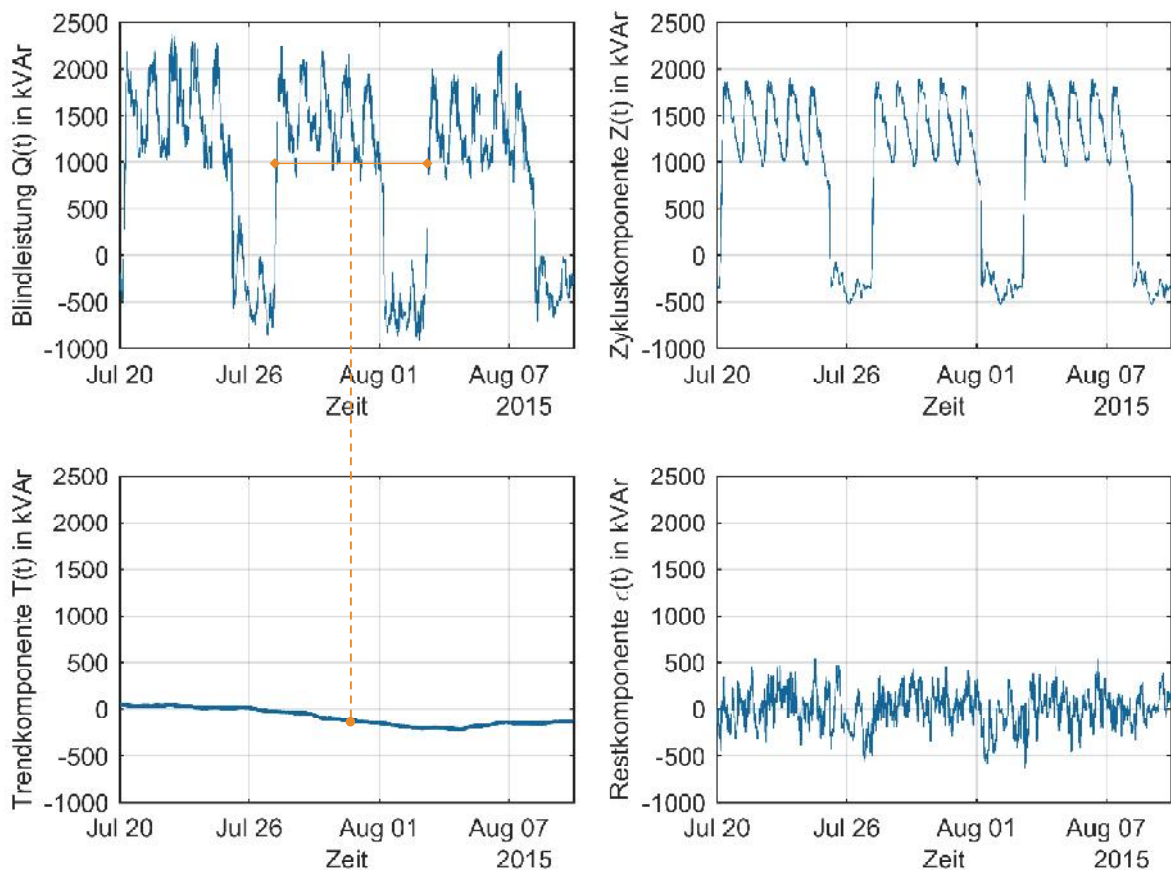 Blindleistung Q(t) in kVAr
2500
2000
1500
1000
500
0
-500
-1000
Jul 20
Jul 26
Aug 01
Aug 07
Zeit
2015
Zykluskomponente Z(t) in kVAr
2500
2000
1500
1000
500
0
-500
-1000
Jul 20
Jul 26
Aug 01
Aug 07
Zeit
2015
Trendkomponente T(t) in kVAr
2500
2000
1500
1000
500
0
-500
-1000
Jul 20
Jul 26
Aug 01
Aug 07
Zeit
2015
Restkomponente ϵ(t) in kVAr
2500
2000
1500
1000
500
0
-500
-1000
Jul 20
Jul 26
Aug 01
Aug 07
Zeit
2015